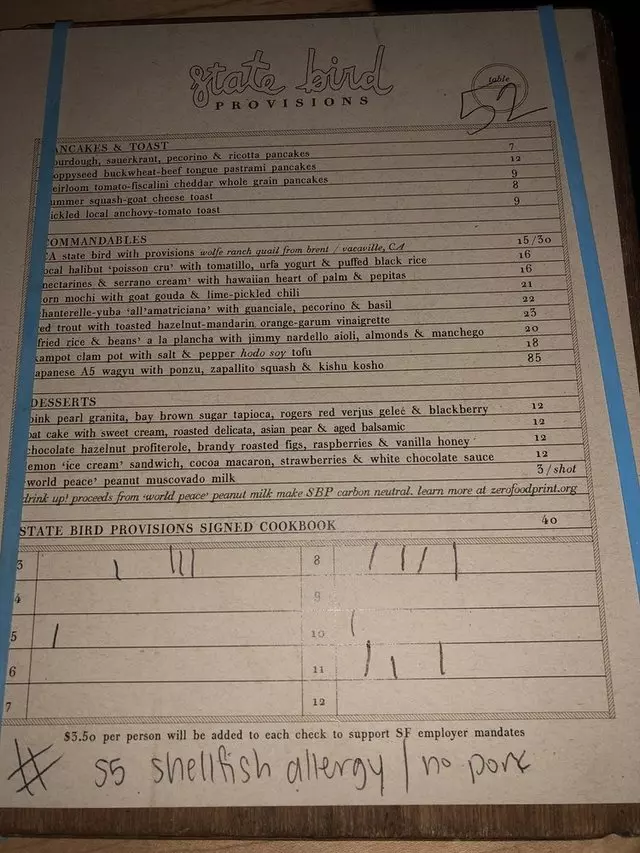 state bird
PROVISIONS
table
52
ANCAKES & TOAST
ourdough, sauerkraut, pecorino & ricotta pancakes 7
oppyseed buckwheat-beef tongue pastrami pancakes 12
eirloom tomato-fiscalini cheddar whole grain pancakes 9
ummer squash-goat cheese toast 8
ickled local anchovy-tomato toast 9
COMMANDABLES
CA state bird with provisions wolfe ranch quail from brent / vacaville, CA 15/30
ocal halibut 'poisson cru' with tomatillo, urfa yogurt & puffed black rice 16
nectarines & serrano cream' with hawaiian heart of palm & pepitas 16
orn mochi with goat gouda & lime-pickled chili 21
hanterelle-yuba 'all'amatriciana' with guanciale, pecorino & basil 22
red trout with toasted hazelnut-mandarin orange-garum vinaigrette 23
'fried rice & beans' a la plancha with jimmy nardello aioli, almonds & manchego 20
kampot clam pot with salt & pepper hodo soy tofu 18
japanese A5 wagyu with ponzu, zapallito squash & kishu kosho 85
DESSERTS
pink pearl granita, bay brown sugar tapioca, rogers red verjus geleé & blackberry 12
oat cake with sweet cream, roasted delicata, asian pear & aged balsamic 12
chocolate hazelnut profiterole, brandy roasted figs, raspberries & vanilla honey 12
lemon 'ice cream' sandwich, cocoa macaron, strawberries & white chocolate sauce 12
'world peace' peanut muscovado milk 3/shot
drink up! proceeds from 'world peace' peanut milk make SBP carbon neutral. learn more at zerofoodprint.org
STATE BIRD PROVISIONS SIGNED COOKBOOK 40
3 8
4 9
5 10
6 11
7 12
$3.50 per person will be added to each check to support SF employer mandates
# S5 shellfish allergy / no pork